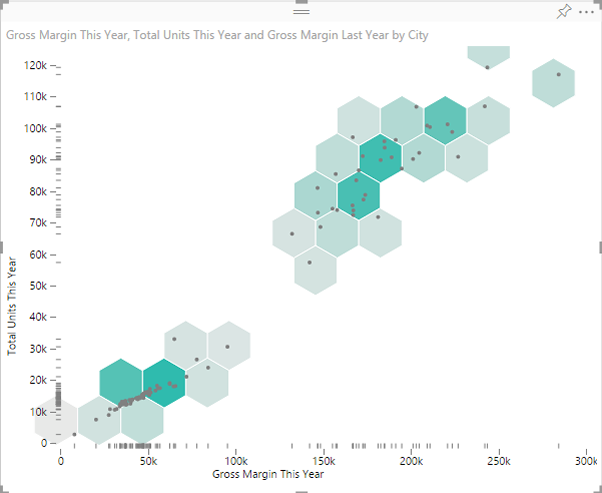 Gross Margin This Year, Total Units This Year and Gross Margin Last Year by City
120k
110k
100k
90k
80k
70k
60k
50k
40k
30k
20k
10k
0
Total Units This Year
0
50k
100k
150k
200k
250k
300k
Gross Margin This Year